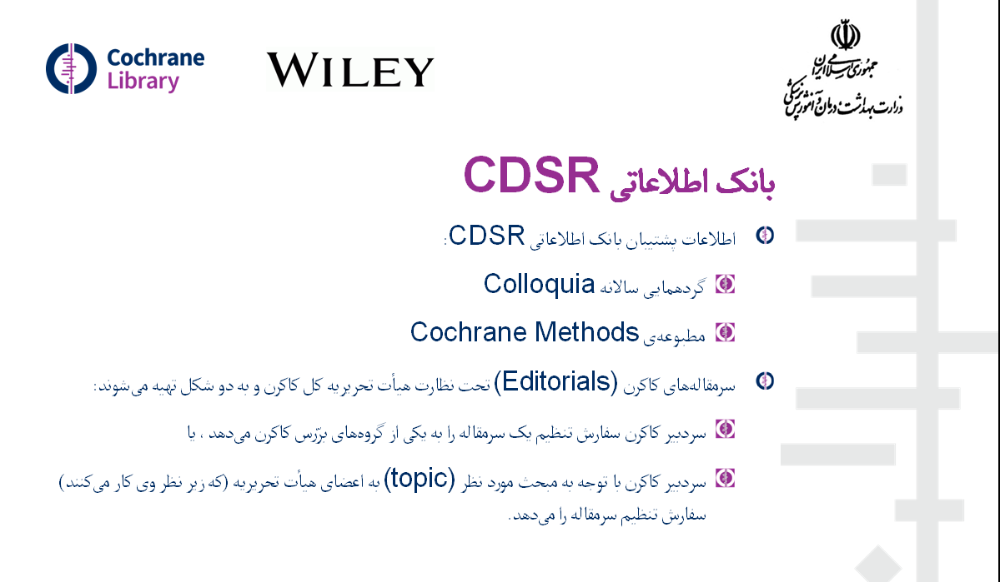 Cochrane
Library
WILEY
جمهوری اسلامی ایران
وزارت بهداشت، درمان و آموزش پزشکی
بانک اطلاعاتی CDSR
اطلاعات پشتیبان بانک اطلاعاتی CDSR:
گردهمایی سالانه Colloquia
مطبوعه‌ی Cochrane Methods
سرمقاله‌های کاکرن (Editorials) تحت نظارت هیأت تحریریه کل کاکرن و به دو شکل تهیه می‌شوند:
سردبیر کاکرن سفارش تنظیم یک سرمقاله را به یکی از گروه‌های بررّس کاکرن می‌دهد ، یا
سردبیر کاکرن با توجه به مبحث مورد نظر (topic) به اعضای هیأت تحریریه (که زیر نظر وی کار می‌کنند)
سفارش تنظیم سرمقاله را می‌دهد.